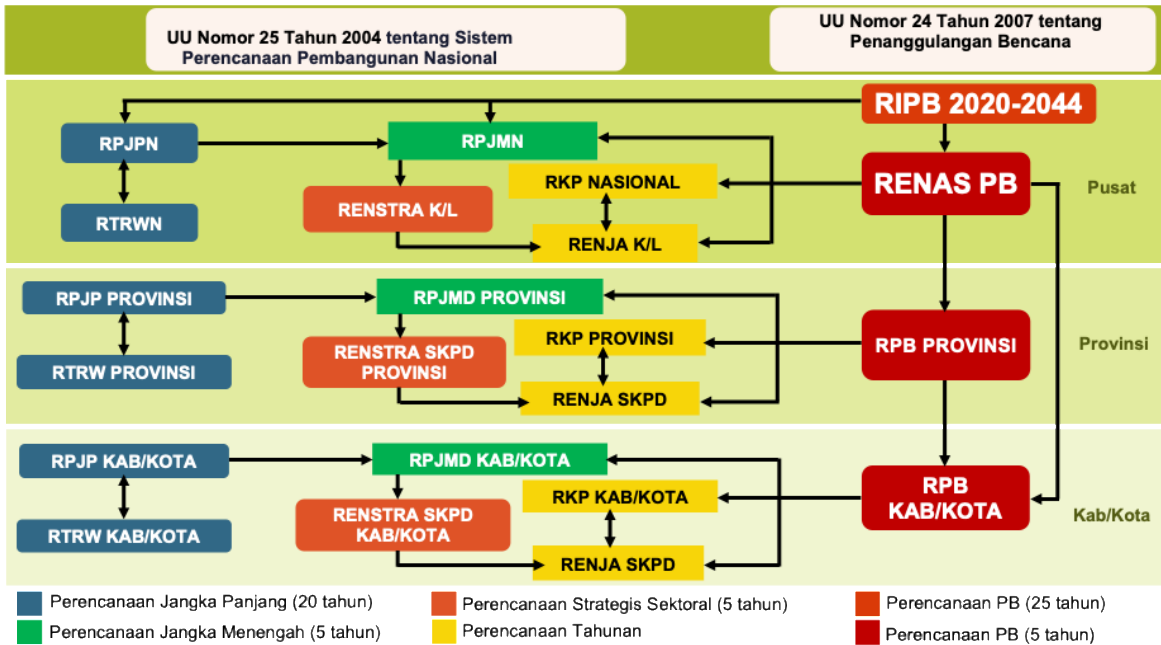 UU Nomor 25 Tahun 2004 tentang Sistem
Perencanaan Pembangunan Nasional
UU Nomor 24 Tahun 2007 tentang
Penanggulangan Bencana
RIPB 2020-2044
RPJPN
RPJMN
RKP NASIONAL
RENAS PB
Pusat
RENSTRA K/L
RTRWN
RENJA K/L
RPJP PROVINSI
RPJMD PROVINSI
RKP PROVINSI
RPB PROVINSI
Provinsi
RENSTRA SKPD
PROVINSI
RTRW PROVINSI
RENJA SKPD
RPJP KAB/KOTA
RPJMD KAB/KOTA
RKP KAB/KOTA
RPB
KAB/KOTA
Kab/Kota
RENSTRA SKPD
KAB/KOTA
RTRW KAB/KOTA
RENJA SKPD
Perencanaan Jangka Panjang (20 tahun)
Perencanaan Strategis Sektoral (5 tahun)
Perencanaan PB (25 tahun)
Perencanaan Jangka Menengah (5 tahun)
Perencanaan Tahunan
Perencanaan PB (5 tahun)